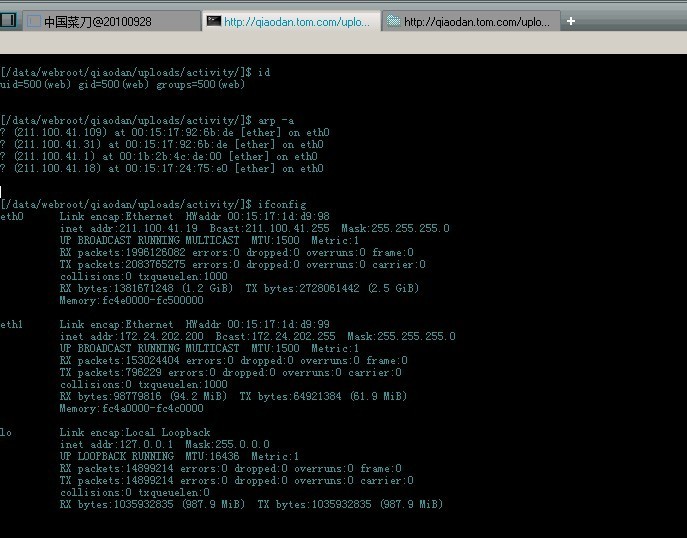 中国菜刀@20100928
http://qiaodan.tom.com/uplo...
http://qiaodan.tom.com/uplo...
[/data/webroot/qiaodan/uploads/activity/]$ id
uid=500(web) gid=500(web) groups=500(web)
[/data/webroot/qiaodan/uploads/activity/]$ arp -a
? (211.100.41.109) at 00:15:17:92:6b:de [ether] on eth0
? (211.100.41.31) at 00:15:17:92:6b:de [ether] on eth0
? (211.100.41.1) at 00:1b:2b:4c:de:00 [ether] on eth0
? (211.100.41.18) at 00:15:17:24:75:e0 [ether] on eth0
[/data/webroot/qiaodan/uploads/activity/]$ ifconfig
eth0 Link encap:Ethernet HWaddr 00:15:17:1d:d9:98
inet addr:211.100.41.19 Bcast:211.100.41.255 Mask:255.255.255.0
UP BROADCAST RUNNING MULTICAST MTU:1500 Metric:1
RX packets:1996126082 errors:0 dropped:0 overruns:0 frame:0
TX packets:2083765275 errors:0 dropped:0 overruns:0 carrier:0
collisions:0 txqueuelen:1000
RX bytes:1381671248 (1.2 GiB) TX bytes:2728061442 (2.5 GiB)
Memory:fc4e0000-fc500000
eth1 Link encap:Ethernet HWaddr 00:15:17:1d:d9:99
inet addr:172.24.202.200 Bcast:172.24.202.255 Mask:255.255.255.0
UP BROADCAST RUNNING MULTICAST MTU:1500 Metric:1
RX packets:153024404 errors:0 dropped:0 overruns:0 frame:0
TX packets:796229 errors:0 dropped:0 overruns:0 carrier:0
collisions:0 txqueuelen:1000
RX bytes:98779816 (94.2 MiB) TX bytes:64921384 (61.9 MiB)
Memory:fc4a0000-fc4c0000
lo Link encap:Local Loopback
inet addr:127.0.0.1 Mask:255.0.0.0
UP LOOPBACK RUNNING MTU:16436 Metric:1
RX packets:14899214 errors:0 dropped:0 overruns:0 frame:0
TX packets:14899214 errors:0 dropped:0 overruns:0 carrier:0
collisions:0 txqueuelen:0
RX bytes:1035932835 (987.9 MiB) TX bytes:1035932835 (987.9 MiB)